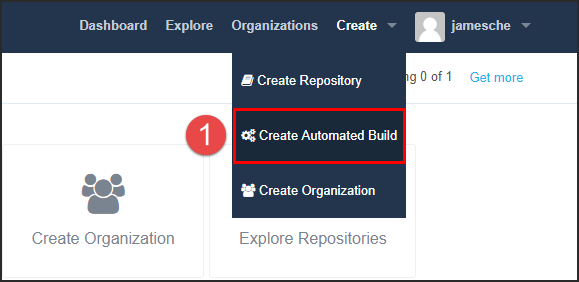 Dashboard Explore Organizations Create jamesche
Create Repository
ng 0 of 1 Get more
1 Create Automated Build
Create Organization
Create Organization
Explore Repositories